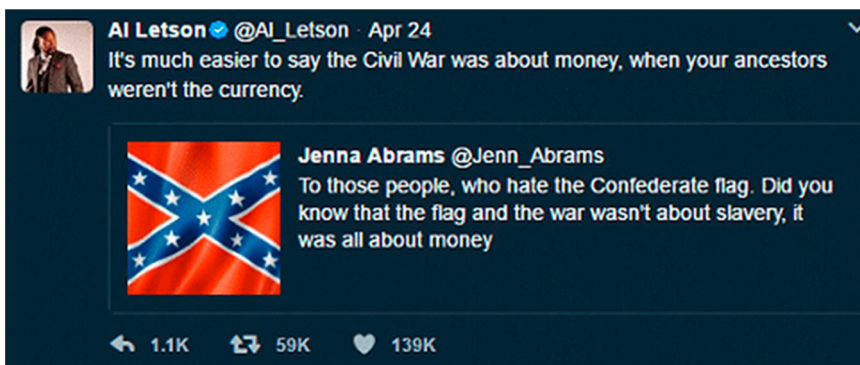 Al Letson @Al_Letson · Apr 24
It's much easier to say the Civil War was about money, when your ancestors
weren't the currency.
Jenna Abrams @Jenn_Abrams
To those people, who hate the Confederate flag. Did you
know that the flag and the war wasn't about slavery, it
was all about money
1.1K 59K 139K